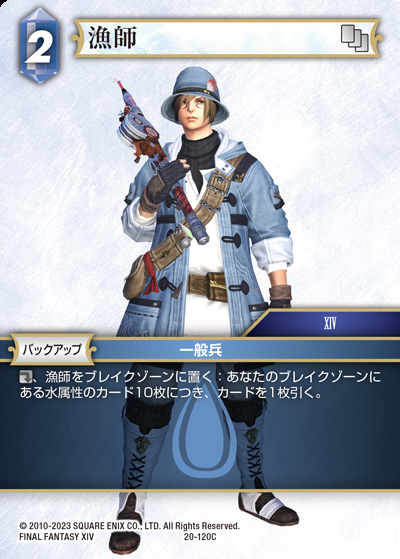 2
漁師
XIV
バックアップ
一般兵
、漁師をブレイクゾーンに置く：あなたのブレイクゾーンに
ある水属性のカード10枚につき、カードを1枚引く。
© 2010-2023 SQUARE ENIX CO., LTD. All Rights Reserved.
FINAL FANTASY XIV 20-120C